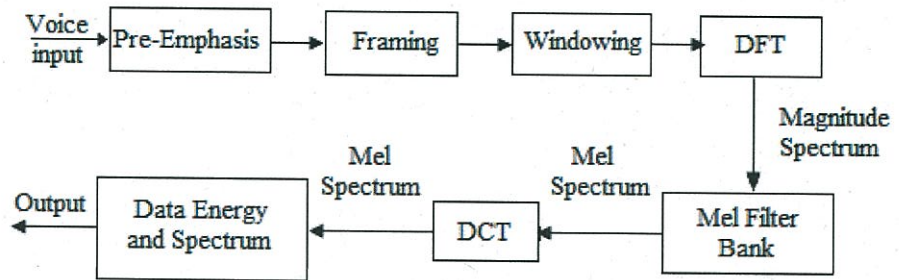 Voice
input
Pre-Emphasis
Framing
Windowing
DFT
Magnitude
Spectrum
Mel Filter
Bank
Mel
Spectrum
DCT
Mel
Spectrum
Data Energy
and Spectrum
Output